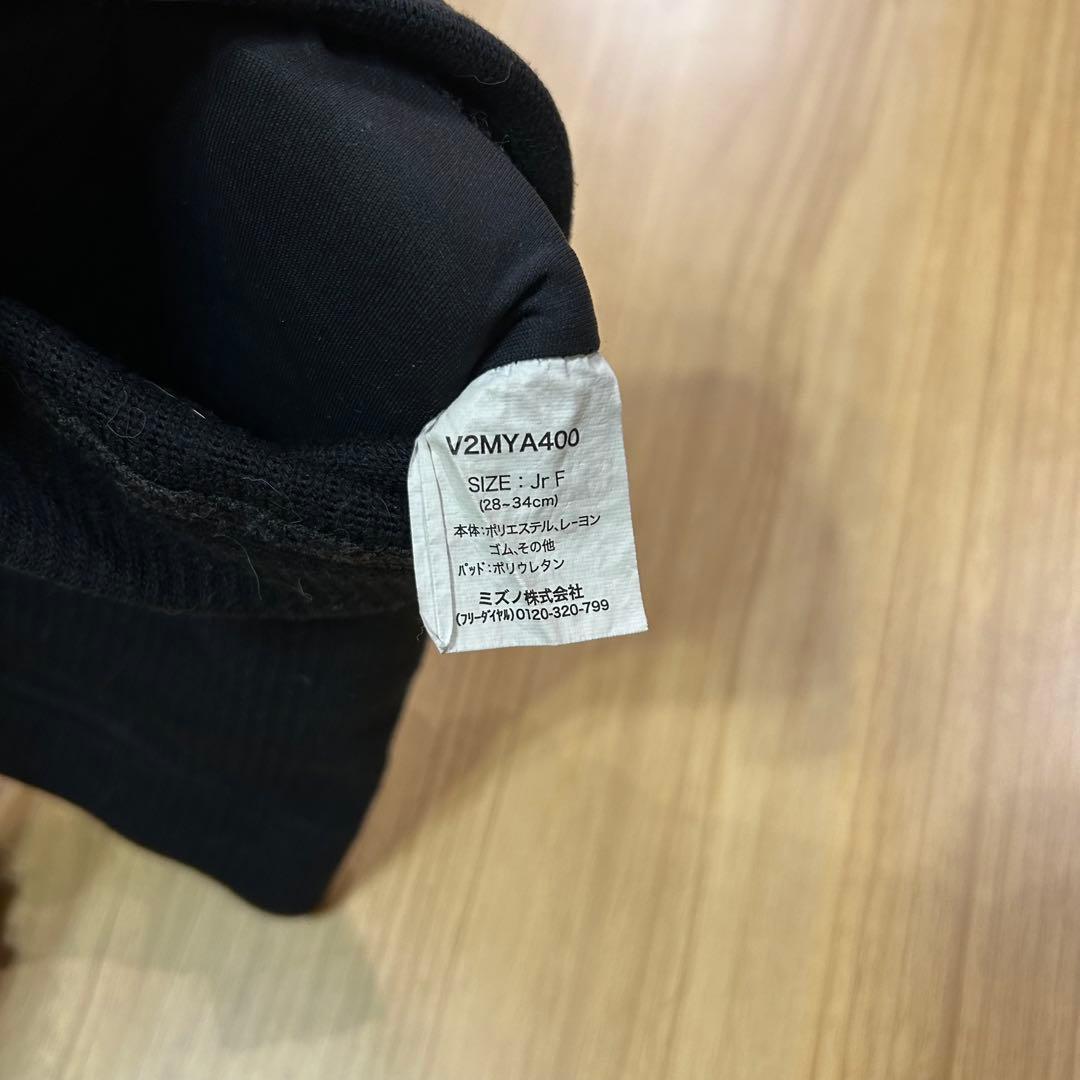 V2MYA400
SIZE : Jr F
(28~34cm)
本体:ポリエステル、レーヨン
ゴム、その他
パッド:ポリウレタン
ミズノ株式会社
(フリーダイヤル)0120-320-799